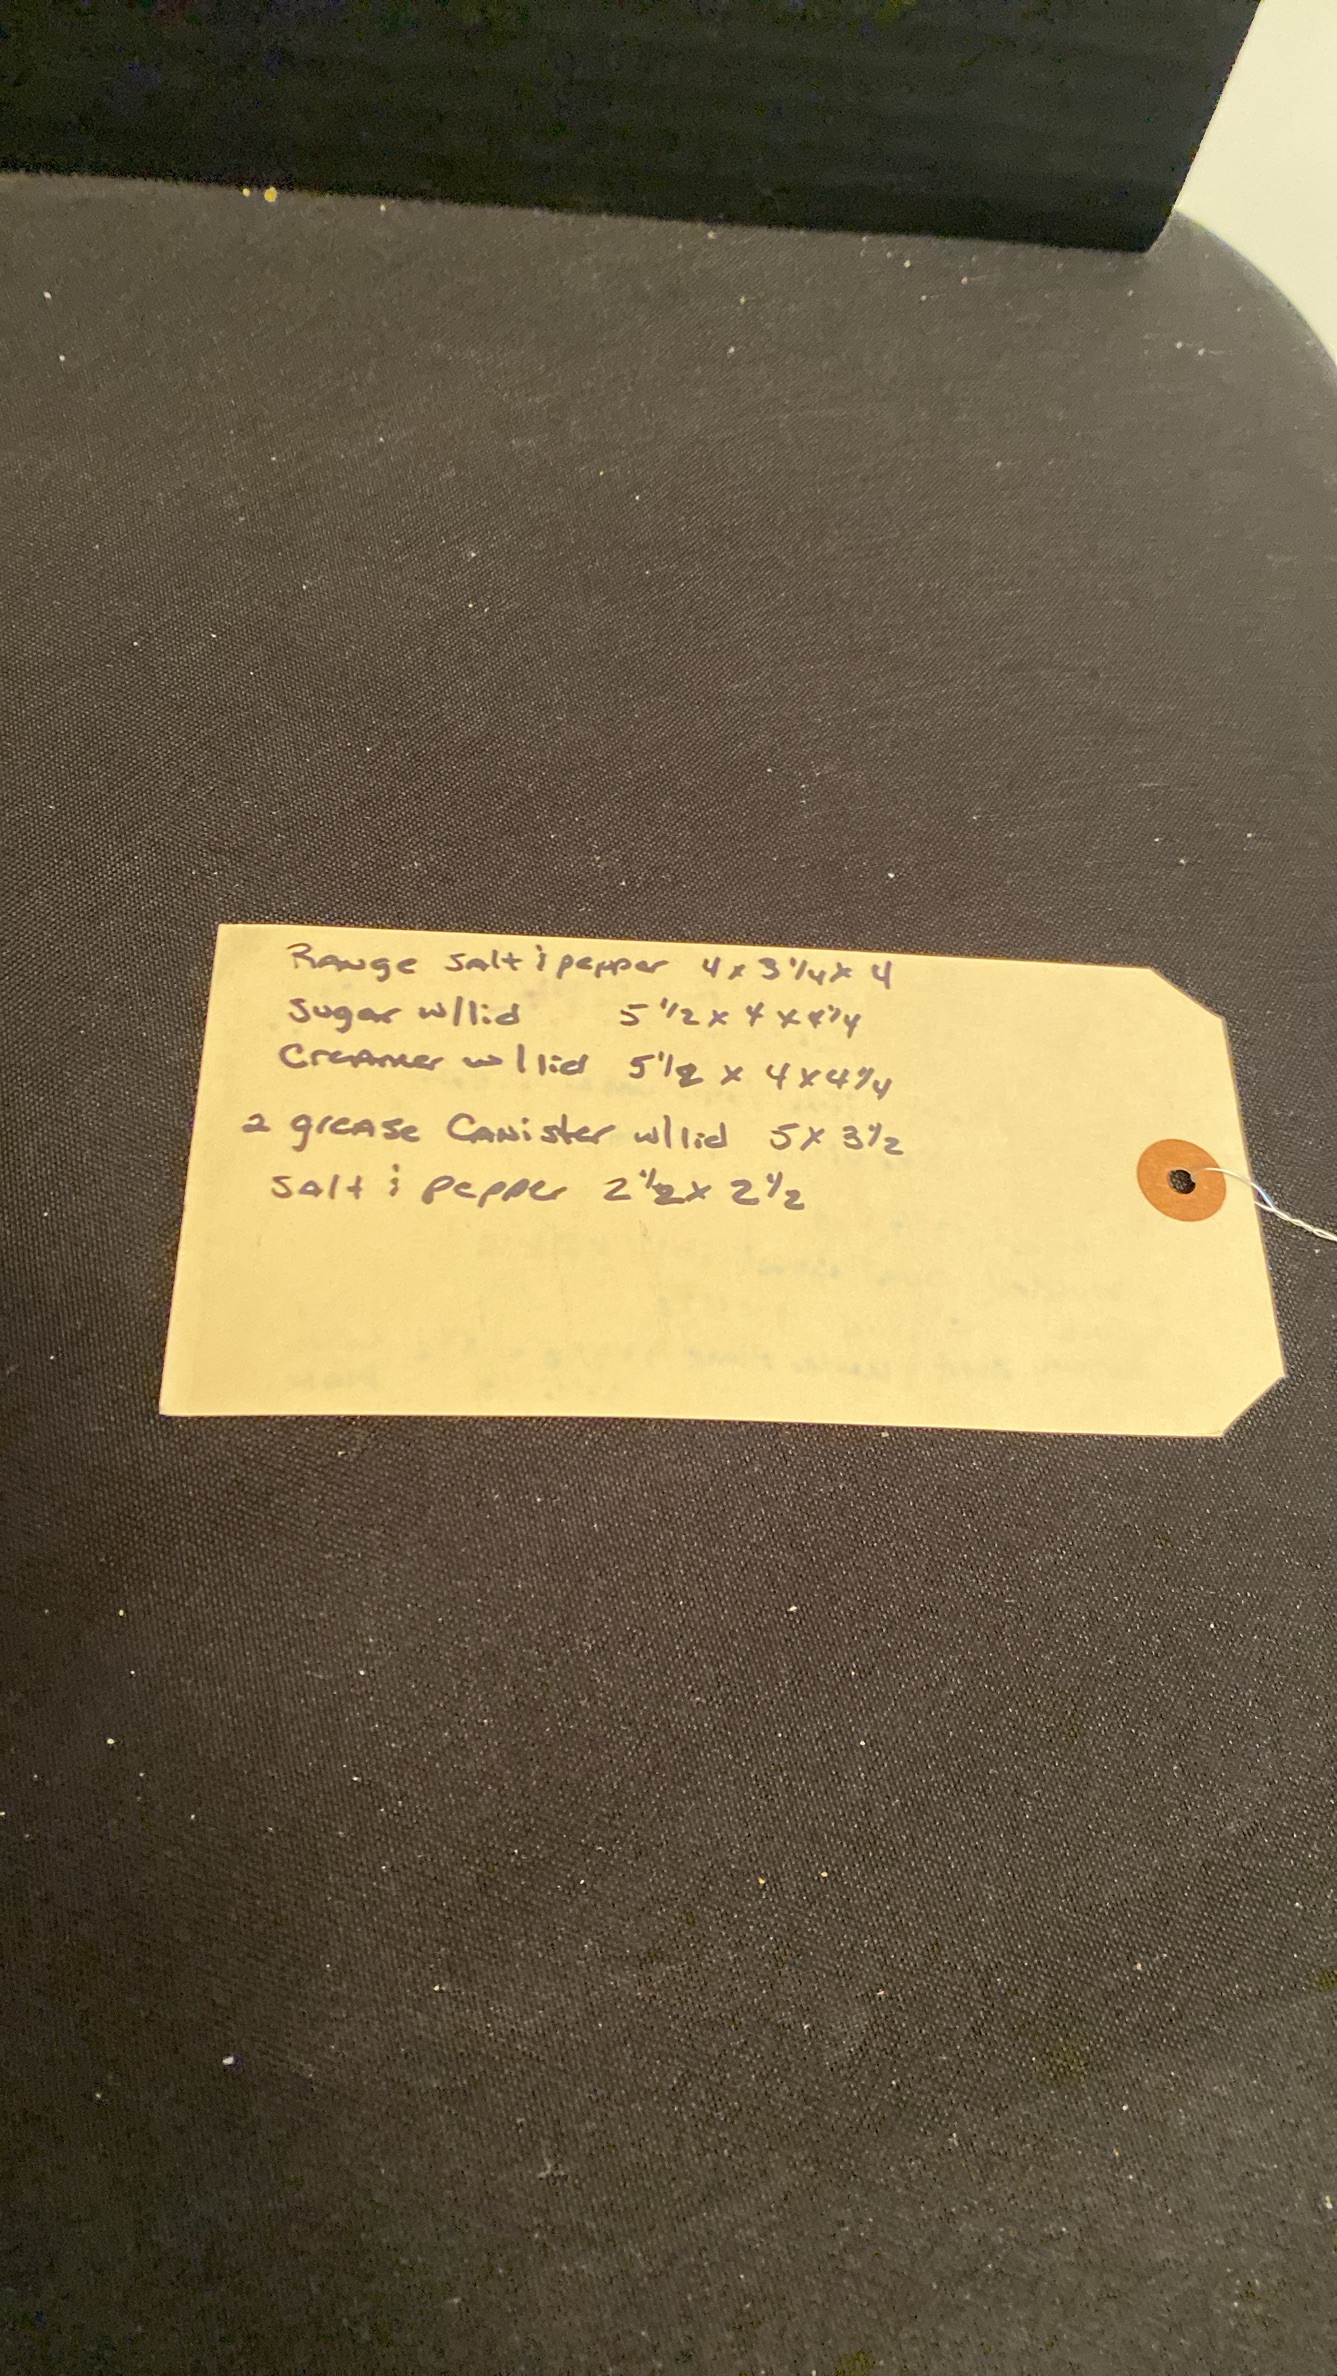 Range salt & pepper 4 x 3 1/4 x 4
Sugar w/lid 5 1/2 x 4 x 4 1/4
Creamer w/lid 5 1/2 x 4 x 4 1/4
2 grease Canister w/lid 5 x 3 1/2
Salt & pepper 2 1/2 x 2 1/2